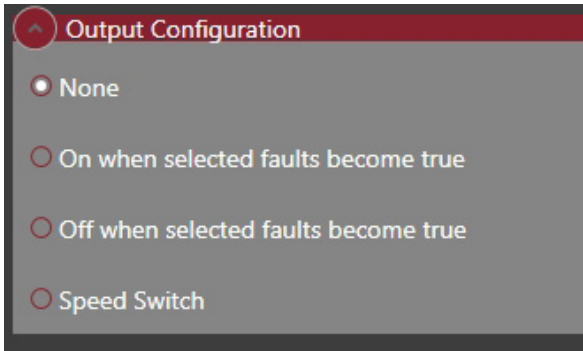 Output Configuration
None
On when selected faults become true
Off when selected faults become true
Speed Switch